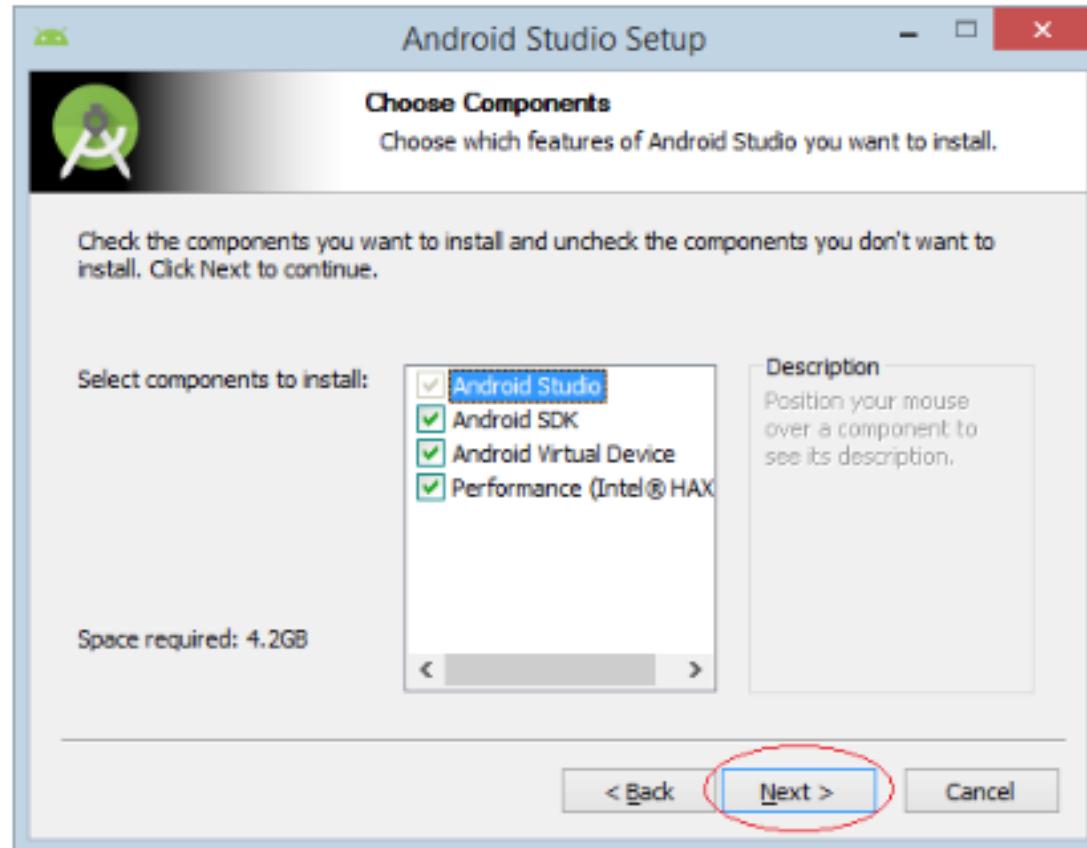 Android Studio Setup
Choose Components
Choose which features of Android Studio you want to install.
Check the components you want to install and uncheck the components you don't want to
install. Click Next to continue.
Select components to install:
Android Studio
Android SDK
Android Virtual Device
Performance (Intel® HAX
Description
Position your mouse
over a component to
see its description.
Space required: 4.2GB
< Back
Next >
Cancel